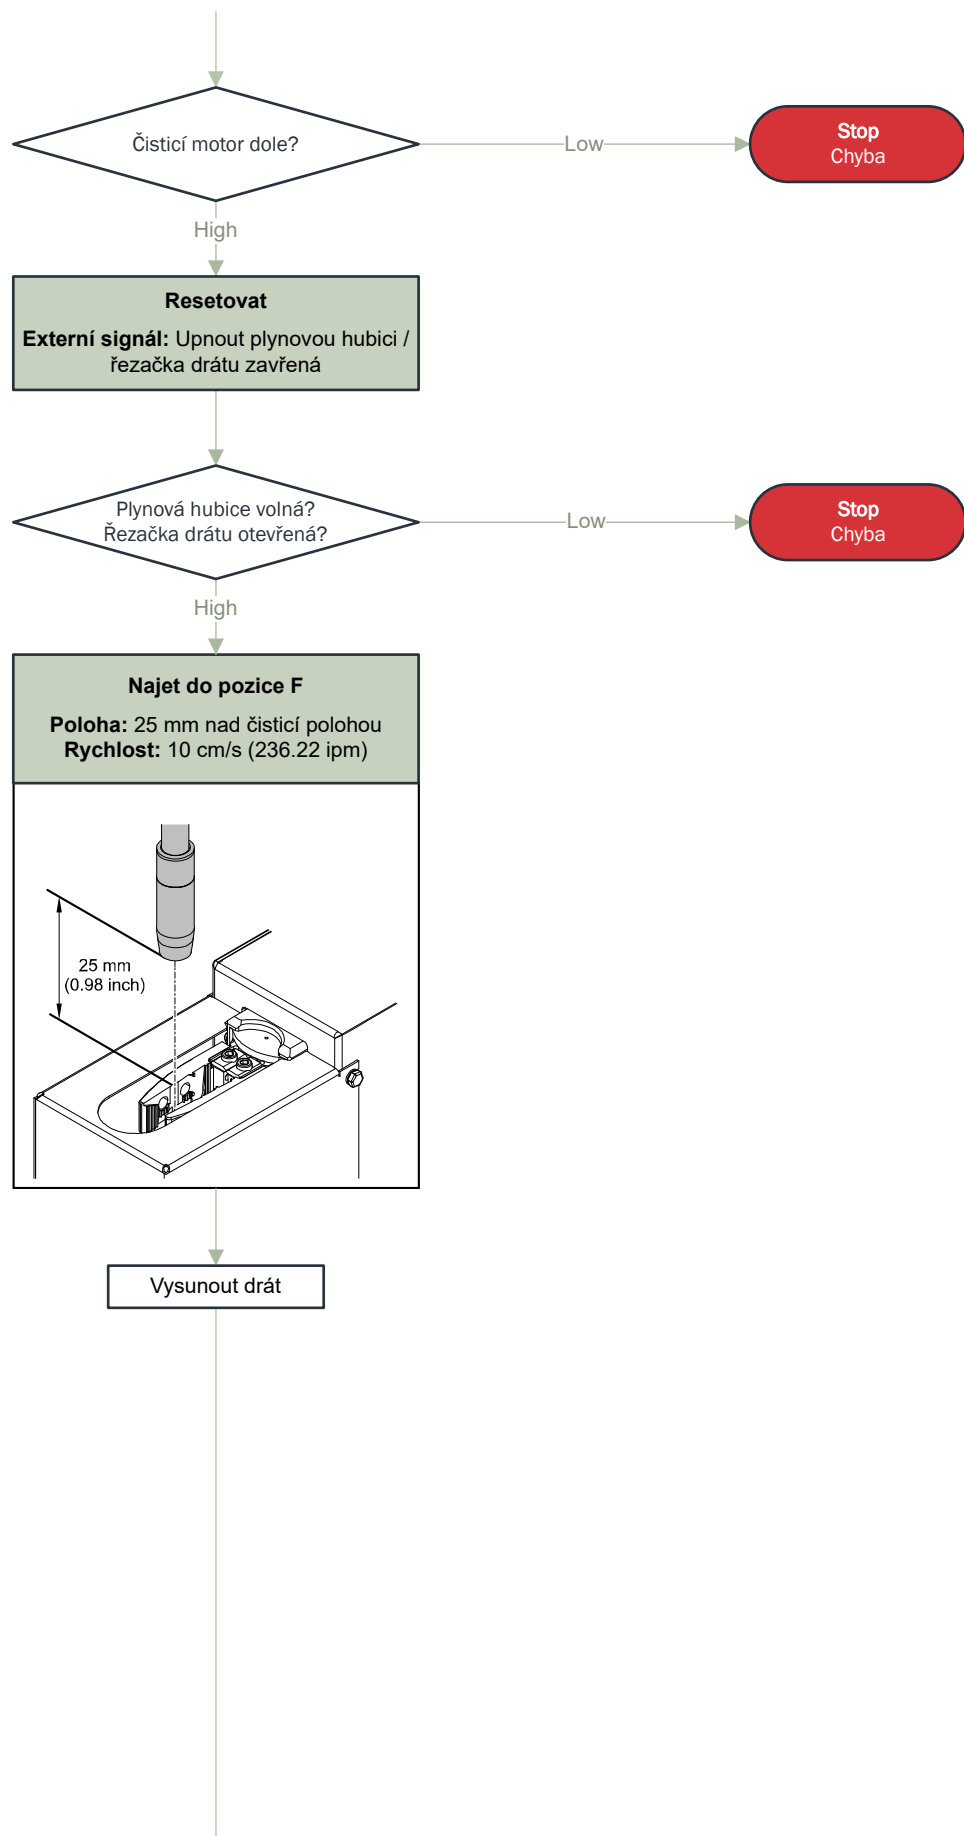 Čisticí motor dole?
Low
Stop
Chyba
High
Resetovat
Externí signál: Upnout plynovou hubici /
řezačka drátu zavřená
Plynová hubice volná?
Řezačka drátu otevřená?
Low
Stop
Chyba
High
Najet do pozice F
Poloha: 25 mm nad čisticí polohou
Rychlost: 10 cm/s (236.22 ipm)
25 mm
(0.98 inch)
Vysunout drát